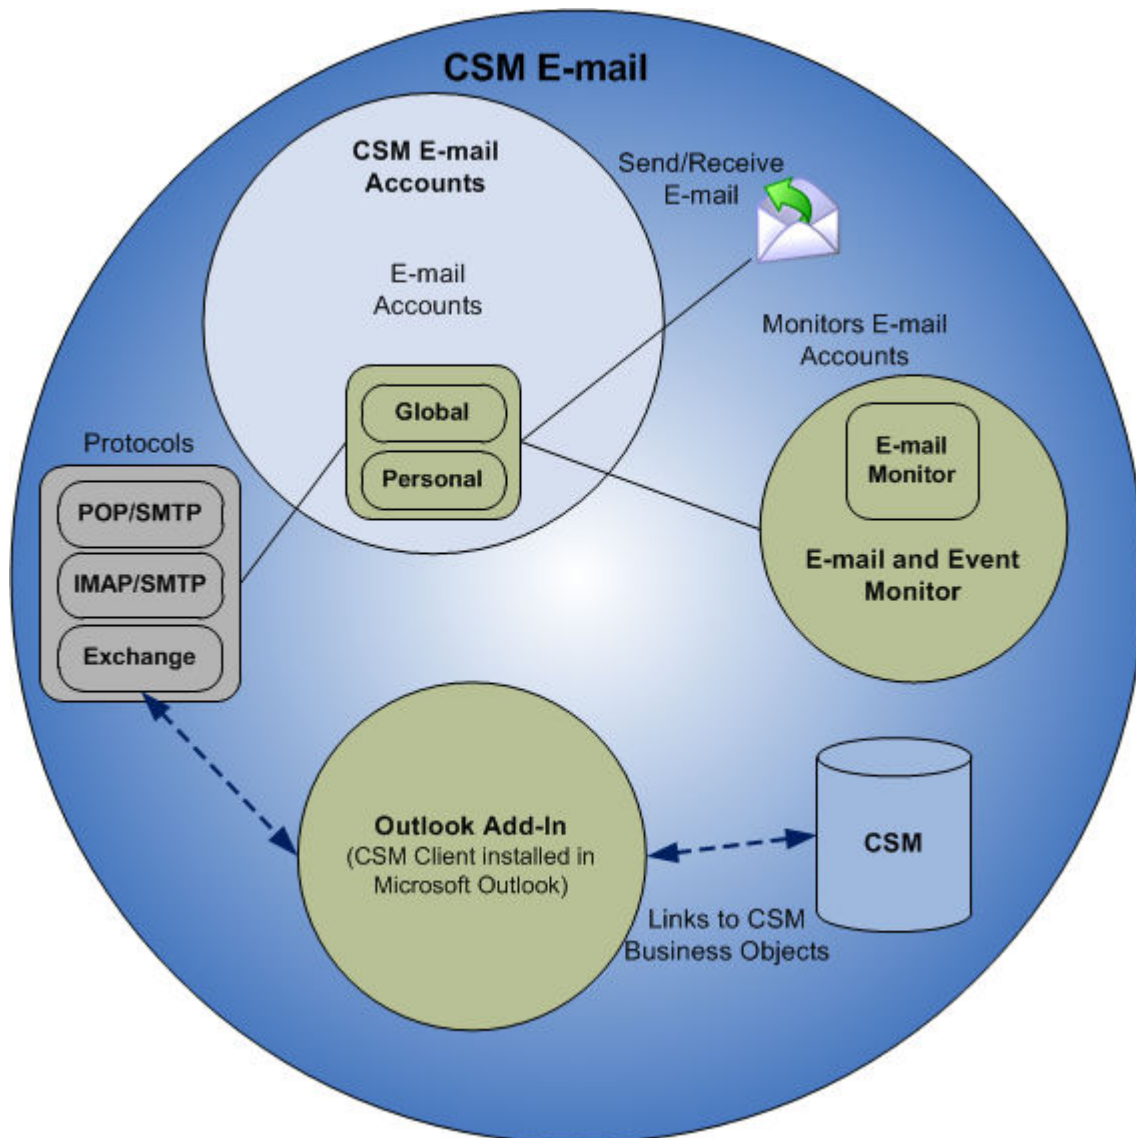 CSM E-mail
CSM E-mail
Accounts
E-mail
Accounts
Global
Personal
Send/Receive
E-mail
Monitors E-mail
Accounts
E-mail
Monitor
E-mail and Event
Monitor
Protocols
POP/SMTP
IMAP/SMTP
Exchange
Outlook Add-In
(CSM Client installed in
Microsoft Outlook)
CSM
Links to CSM
Business Objects